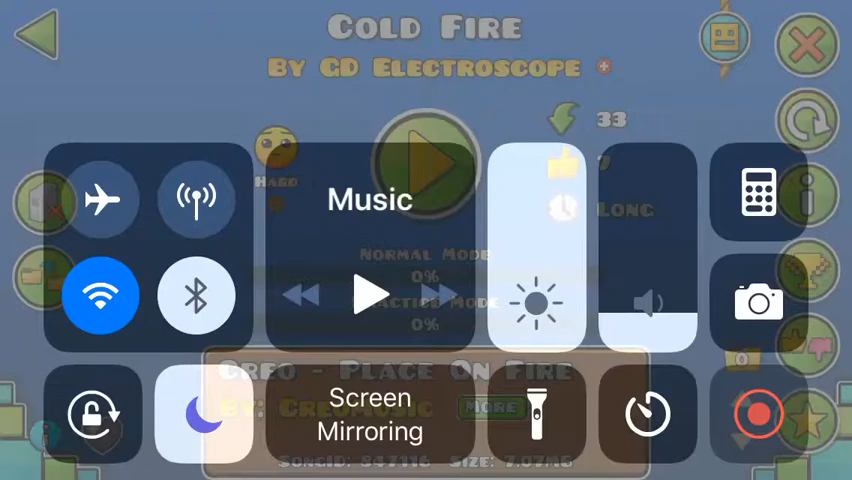 Cold Fire
By GD Electroscope
33
Hard
7
Long
Music
Normal Mode
0%
Practice Mode
0%
0
Creo - Place On Fire
By: CreoMusic
More
Screen
Mirroring
SongID: 847116 Size: 7.07MB